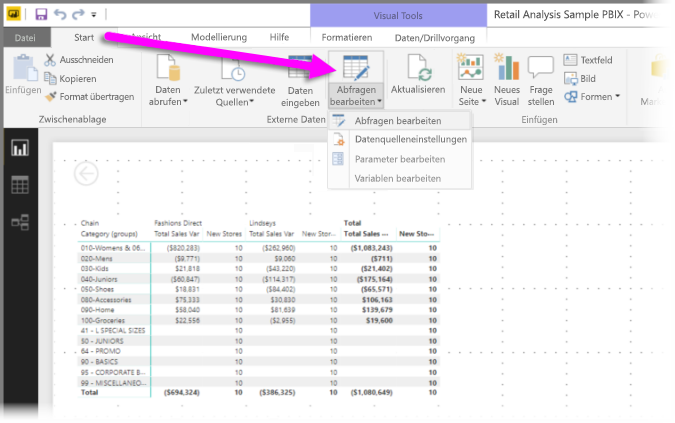 Visual Tools Retail Analysis Sample PBIX - Pow
Datei Start nsicht Modellierung Hilfe Formatieren Daten/Drillvorgang
Einfügen Ausschneiden
Kopieren
Format übertragen
Zwischenablage
Daten abrufen
Zuletzt verwendete Quellen
Daten eingeben
Abfragen bearbeiten
Aktualisieren
Externe Daten
Neue Seite
Neues Visual
Frage stellen
Textfeld
Bild
Formen
Einfügen
Abfragen bearbeiten
Datenquelleneinstellungen
Parameter bearbeiten
Variablen bearbeiten
Chain Fashions Direct Lindseys Total
Category (groups) Total Sales Var New Stores Total Sales Var New Stor... Total Sales ... New Sto...
010-Womens & 06... ($820,283) 10 ($262,960) 10 ($1,083,243) 10
020-Mens ($9,771) 10 $9,060 10 ($711) 10
030-Kids $21,818 10 ($43,220) 10 ($21,402) 10
040-Juniors ($60,847) 10 ($114,317) 10 ($175,164) 10
050-Shoes $18,831 10 ($84,402) 10 ($65,571) 10
080-Accessories $75,333 10 $30,830 10 $106,163 10
090-Home $58,040 10 $81,639 10 $139,679 10
100-Groceries $22,556 10 ($2,955) 10 $19,600 10
41 - L SPECIAL SIZES 10 10 10
50 - JUNIORS 10 10 10
64 - PROMO 10 10 10
90 - BASICS 10 10 10
95 - CORPORATE B... 10 10 10
99 - MISCELLANEO... 10 10 10
Total ($694,324) 10 ($386,325) 10 ($1,080,649) 10